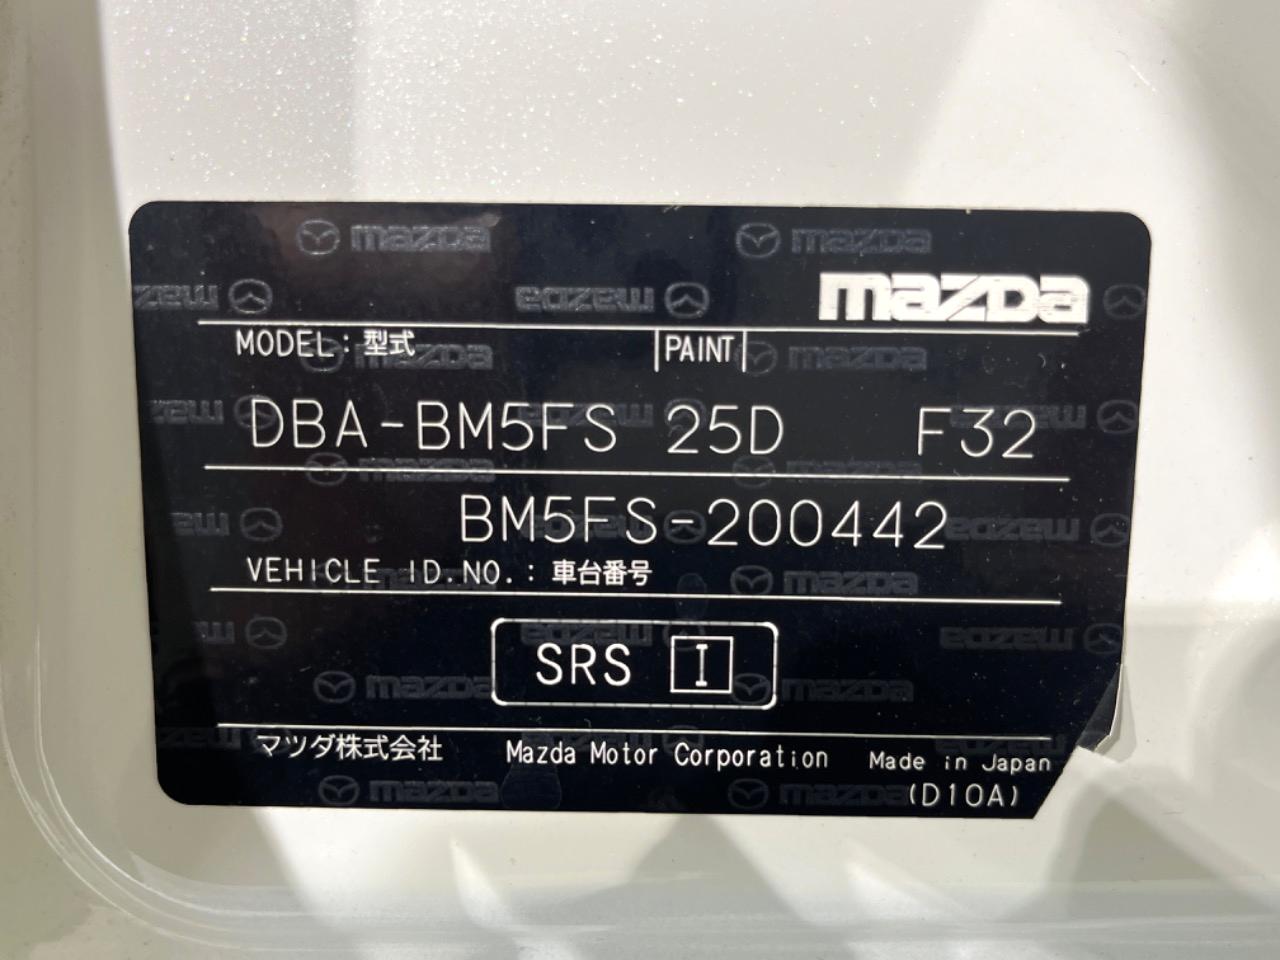 mazda
MODEL: 型式 PAINT
DBA-BM5FS 25D F32
BM5FS-200442
VEHICLE ID.NO.: 車台番号
SRS I
マツダ株式会社 Mazda Motor Corporation Made in Japan
(D10A)